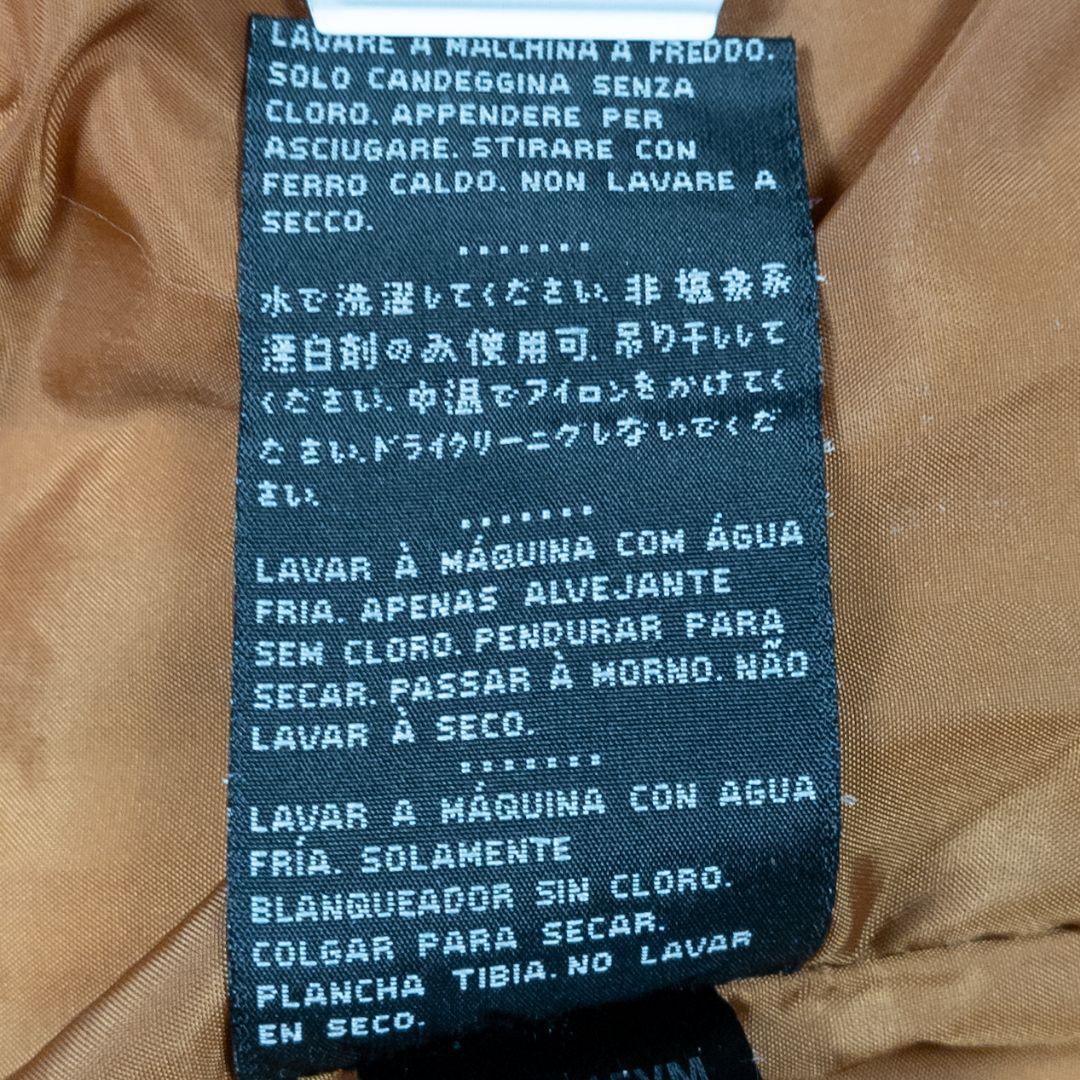 LAVARE A MACCHINA A FREDDO.
SOLO CANDEGGINA SENZA
CLORO. APPENDERE PER
ASCIUGARE. STIRARE CON
FERRO CALDO. NON LAVARE A
SECCO.
.......
水で洗濯してください. 非塩素系
漂白剤のみ使用可. 吊り干しして
ください. 中温でアイロンをかけてく
ださい. ドライクリーニングしないでくだ
さい.
.......
LAVAR À MÁQUINA COM ÁGUA
FRIA. APENAS ALVEJANTE
SEM CLORO. PENDURAR PARA
SECAR. PASSAR À MORNO. NÃO
LAVAR À SECO.
.......
LAVAR A MÁQUINA CON AGUA
FRÍA. SOLAMENTE
BLANQUEADOR SIN CLORO.
COLGAR PARA SECAR.
PLANCHA TIBIA. NO LAVAR
EN SECO.